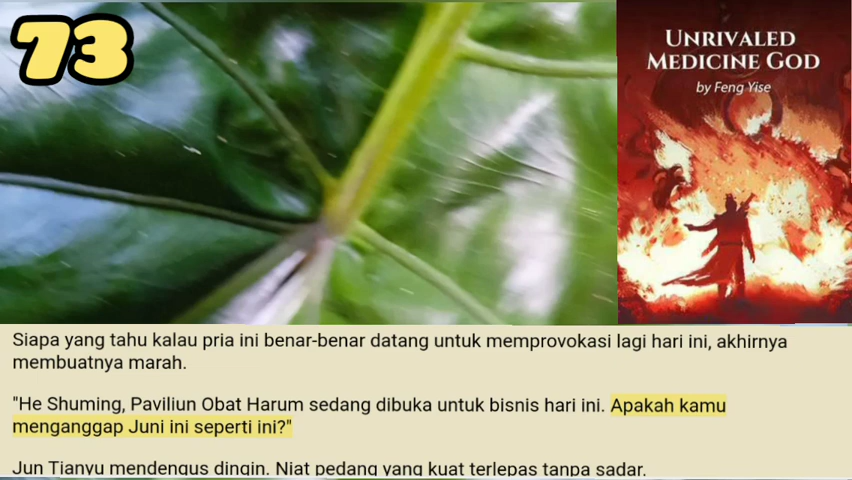 73
UNRIVALED
MEDICINE GOD
by Feng Yise
Siapa yang tahu kalau pria ini benar-benar datang untuk memprovokasi lagi hari ini, akhirnya
membuatnya marah.
"He Shuming, Paviliun Obat Harum sedang dibuka untuk bisnis hari ini. Apakah kamu
menganggap Juni ini seperti ini?"
Jun Tianyu mendengus dingin. Niat pedang yang kuat terlepas tanpa sadar.